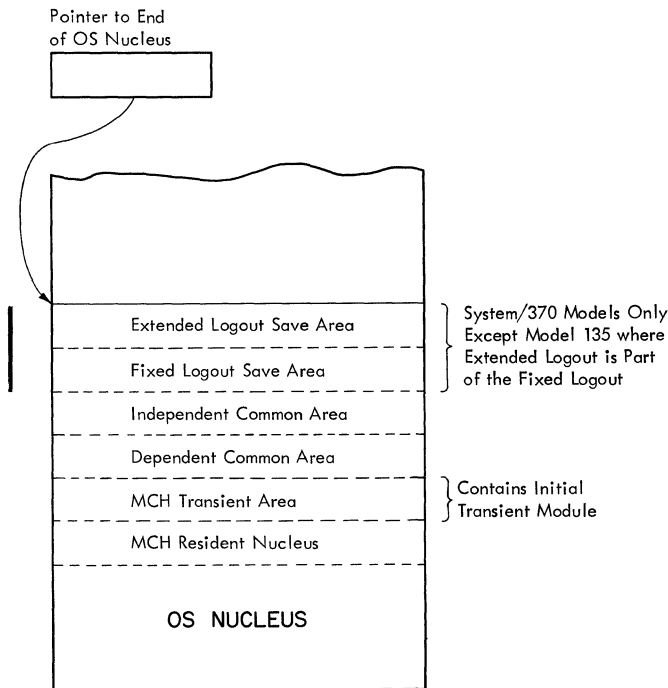 Pointer to End
of OS Nucleus
Extended Logout Save Area
Fixed Logout Save Area
Independent Common Area
Dependent Common Area
MCH Transient Area
MCH Resident Nucleus
OS NUCLEUS
System/370 Models Only
Except Model 135 where
Extended Logout is Part
of the Fixed Logout
Contains Initial
Transient Module